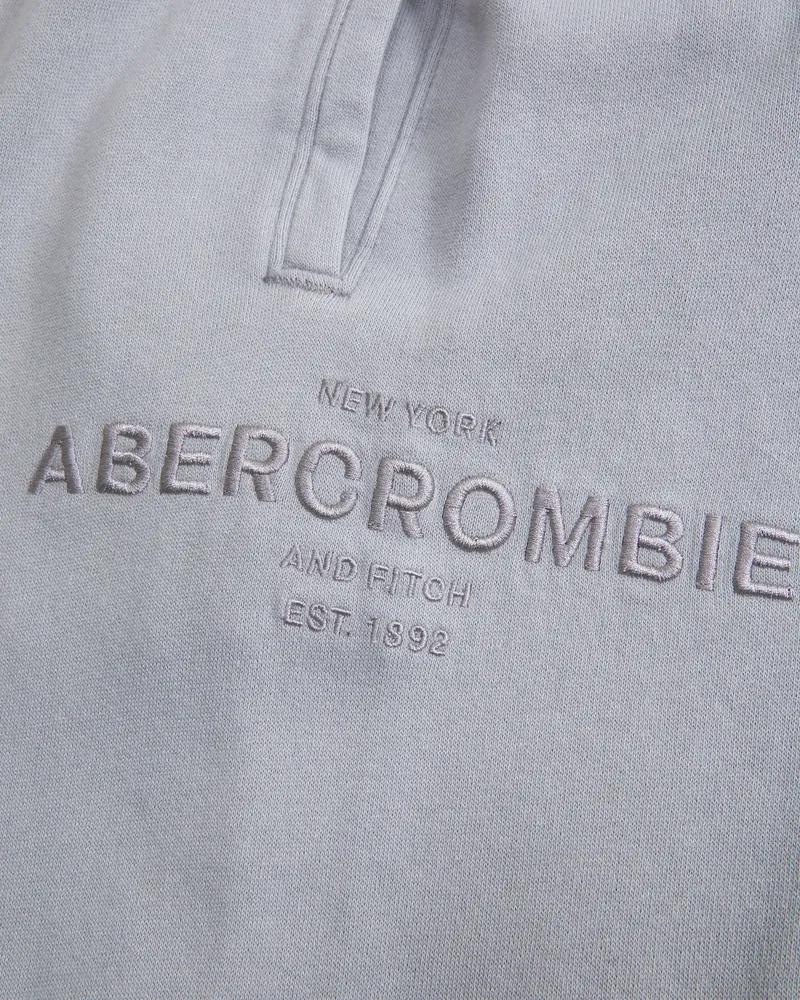 NEW YORK
ABERCROMBIE
AND FITCH
EST. 1892